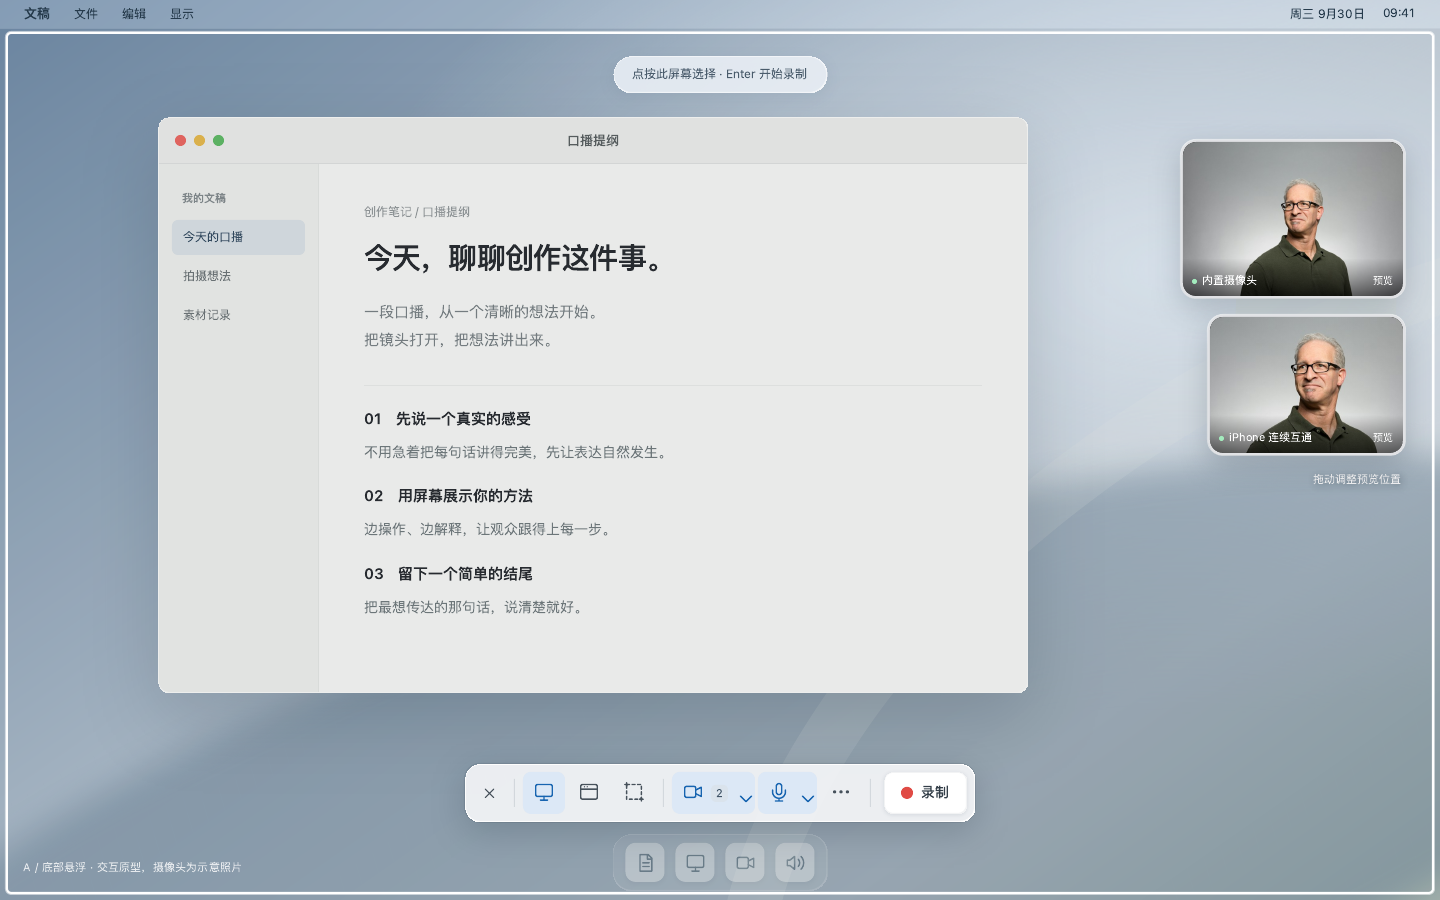 文稿 文件 编辑 显示 周三 9月30日 09:41
点按此屏幕选择 · Enter 开始录制
口播提纲
我的文稿
今天的口播
拍摄想法
素材记录
创作笔记 / 口播提纲
今天，聊聊创作这件事。
一段口播，从一个清晰的想法开始。
把镜头打开，把想法讲出来。
01 先说一个真实的感受
不用急着把每句话讲得完美，先让表达自然发生。
02 用屏幕展示你的方法
边操作、边解释，让观众跟得上每一步。
03 留下一个简单的结尾
把最想传达的那句话，说清楚就好。
内置摄像头 预览
iPhone 连续互通 预览
拖动调整预览位置
2 录制
A / 底部悬浮 · 交互原型，摄像头为示意照片